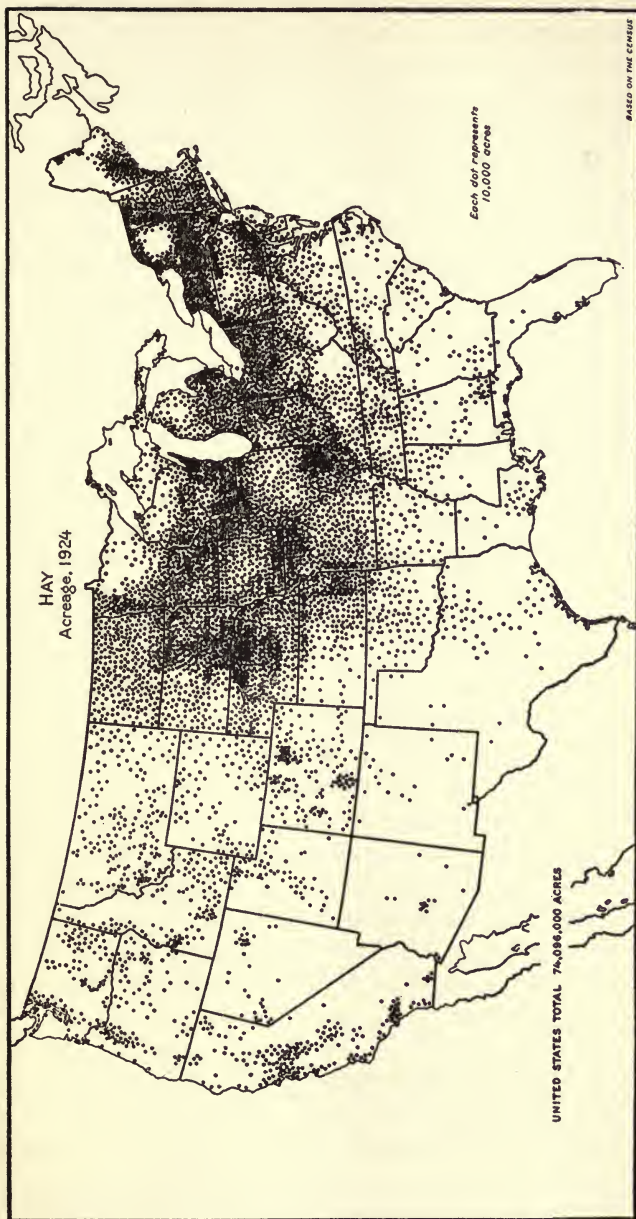 HAY
Acreage, 1924
Each dot represents
10,000 acres
UNITED STATES TOTAL 74,096,000 ACRES
BASED ON THE CENSUS